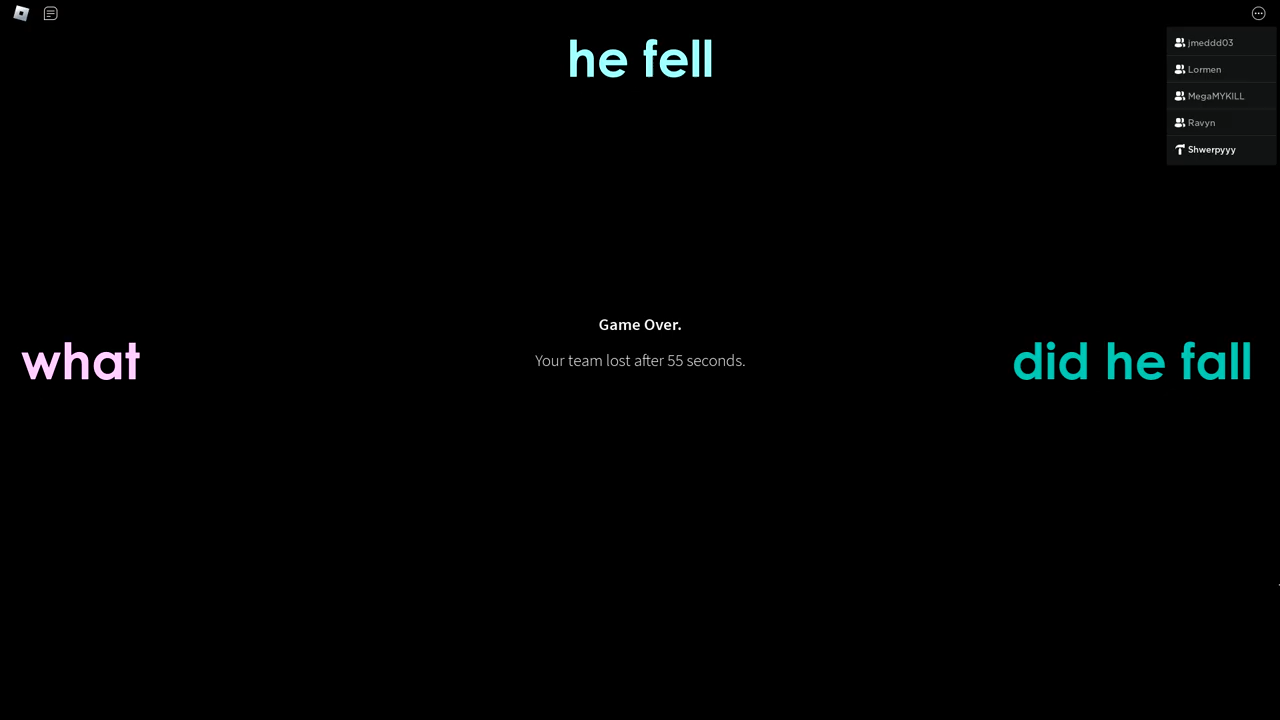 he fell
jmeddd03
Lormen
MegaMYKILL
Ravyn
Shwerpyyy
Game Over.
what
Your team lost after 55 seconds.
did he fall